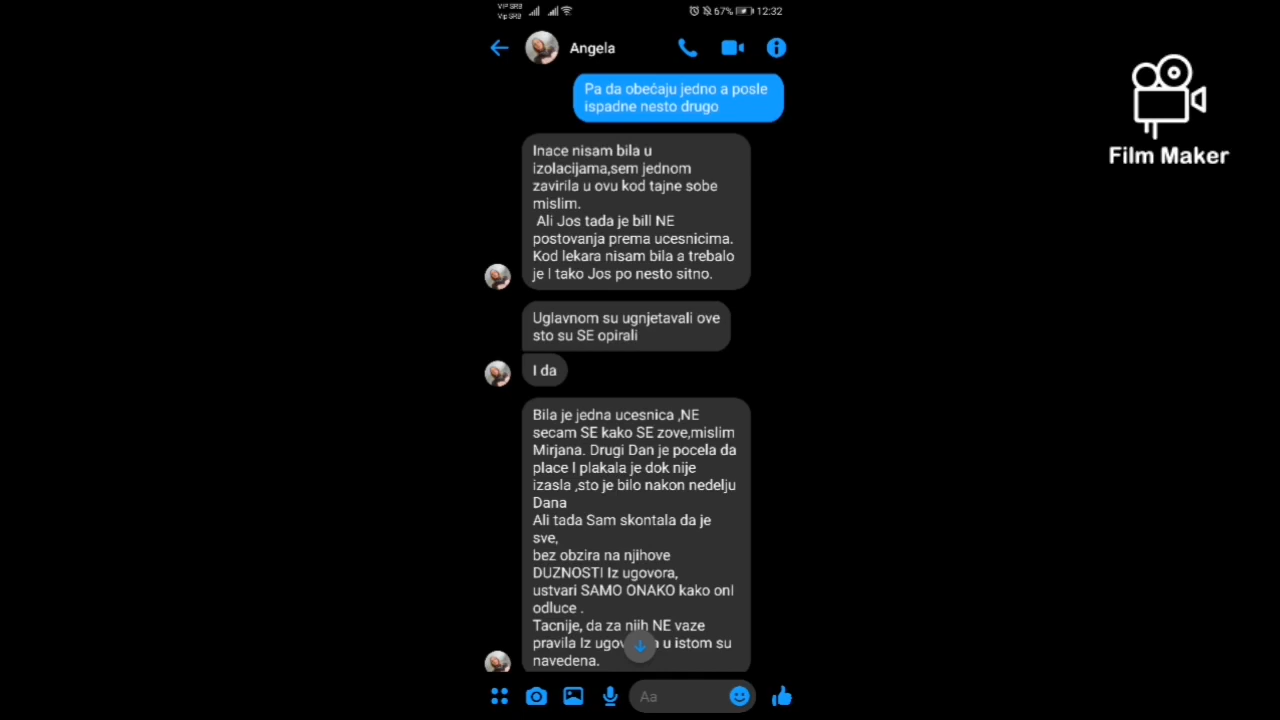 VIP SRB
Vip SRB
67%
12:32
Angela
Pa da obećaju jedno a posle
ispadne nesto drugo
Inace nisam bila u
izolacijama,sem jednom
zavirila u ovu kod tajne sobe
mislim.
Ali Jos tada je bill NE
postovanja prema ucesnicima.
Kod lekara nisam bila a trebalo
je I tako Jos po nesto sitno.
Uglavnom su ugnjetavali ove
sto su SE opirali
I da
Bila je jedna ucesnica ,NE
secam SE kako SE zove,mislim
Mirjana. Drugi Dan je pocela da
place I plakala je dok nije
izasla ,sto je bilo nakon nedelju
Dana
Ali tada Sam skontala da je
sve,
bez obzira na njihove
DUZNOSTI Iz ugovora,
ustvari SAMO ONAKO kako onI
odluce .
Tacnije, da za njih NE vaze
pravila Iz u istom su
navedena.
Aa
Film Maker